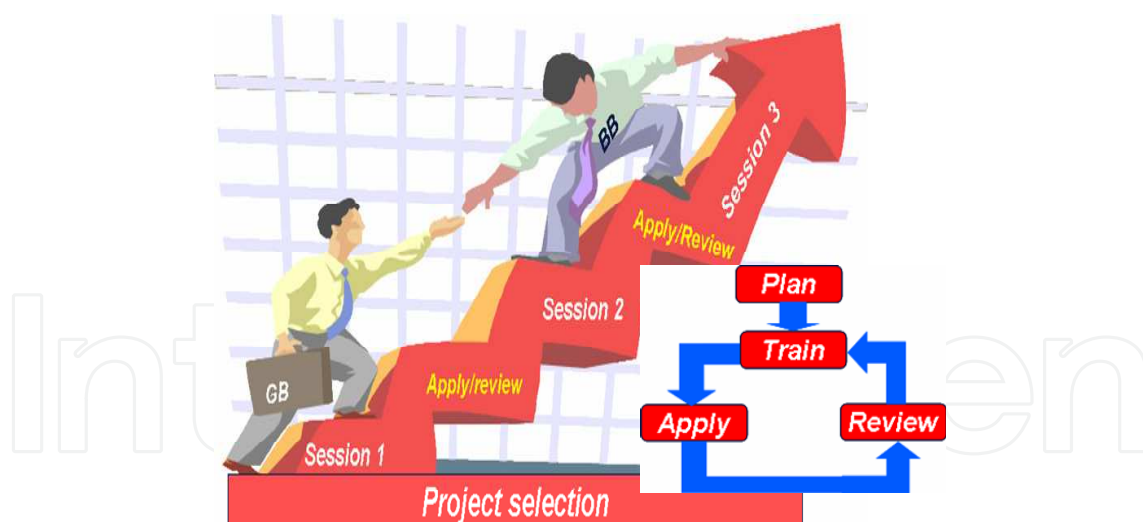 BB
Session 3
Apply/Review
GB
Session 2
Apply/review
Session 1
Project selection
Plan
Train
Apply
Review